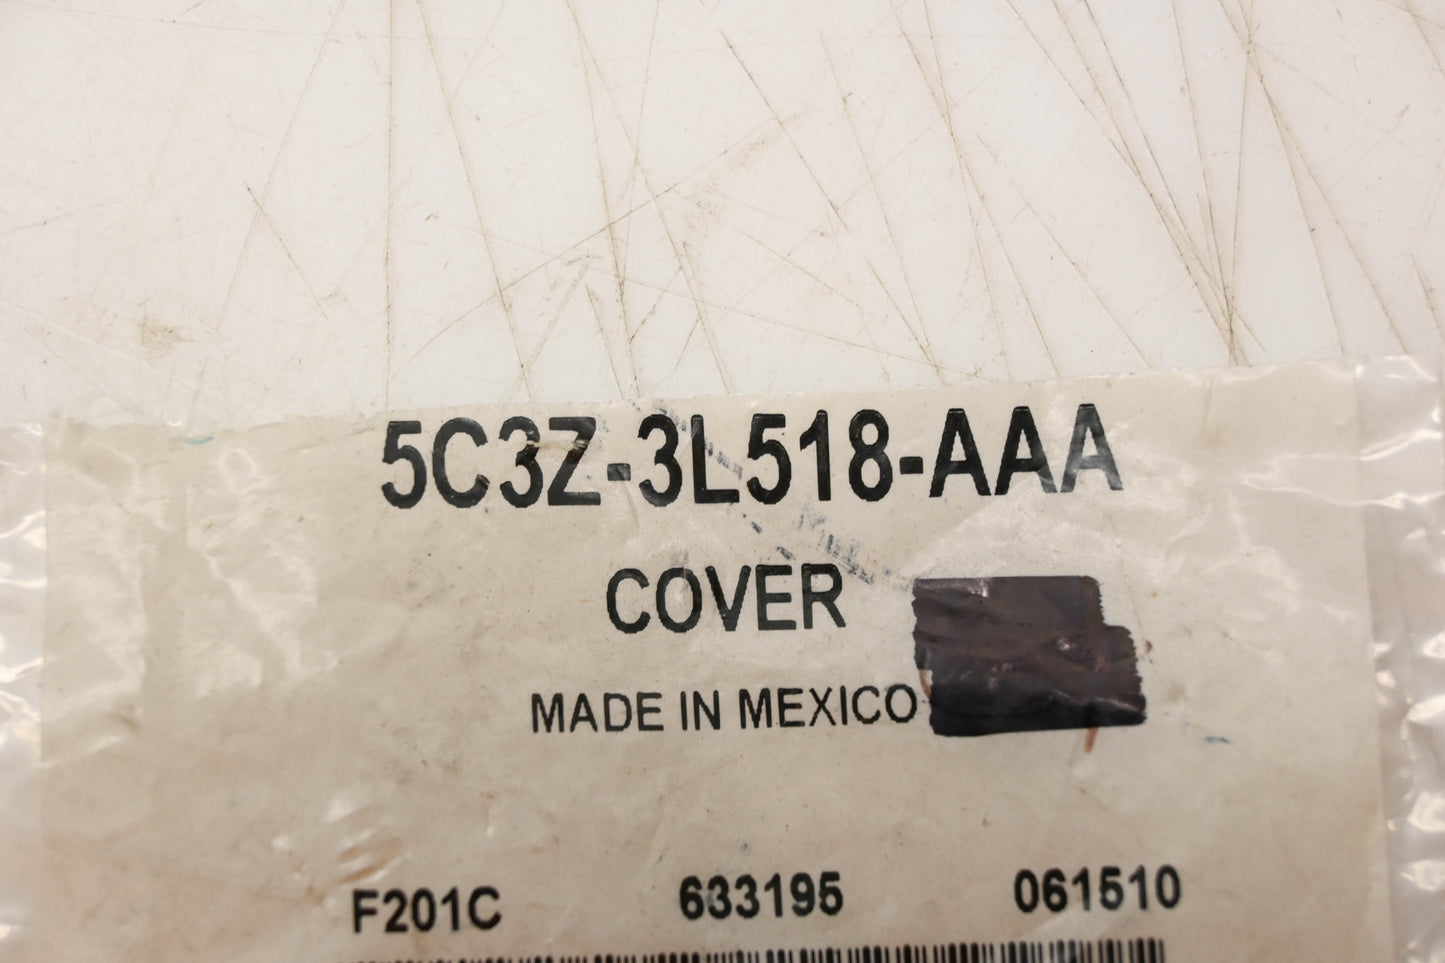 5C3Z-3L518-AAA
COVER
MADE IN MEXICO
F201C 633195 061510